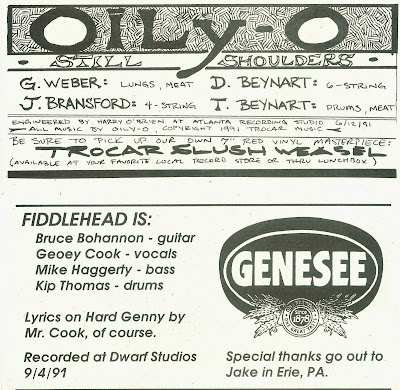 OILY-O
· STILL SHOULDERS ·
G. WEBER: LUNGS, MEAT D. BEYNART: 6-STRING
J. BRANSFORD: 4-STRING T. BEYNART: DRUMS, MEAT
ENGINEERED BY HARRY O'BRIEN AT ATLANTA RECORDING STUDIO 6/12/91
ALL MUSIC BY OILY-O, COPYRIGHT 1991 TROCAR MUSIC
BE SURE TO PICK UP OUR OWN 7" RED VINYL MASTERPIECE:
TROCAR SLUSH WEASEL
(AVAILABLE AT YOUR FAVORITE LOCAL RECORD STORE OR THRU LUNCHBOX)
FIDDLEHEAD IS:
Bruce Bohannon - guitar
Geoey Cook - vocals
Mike Haggerty - bass
Kip Thomas - drums
Lyrics on Hard Genny by
Mr. Cook, of course.
Recorded at Dwarf Studios
9/4/91
GENESEE
SINCE
1878
Special thanks go out to
Jake in Erie, PA.